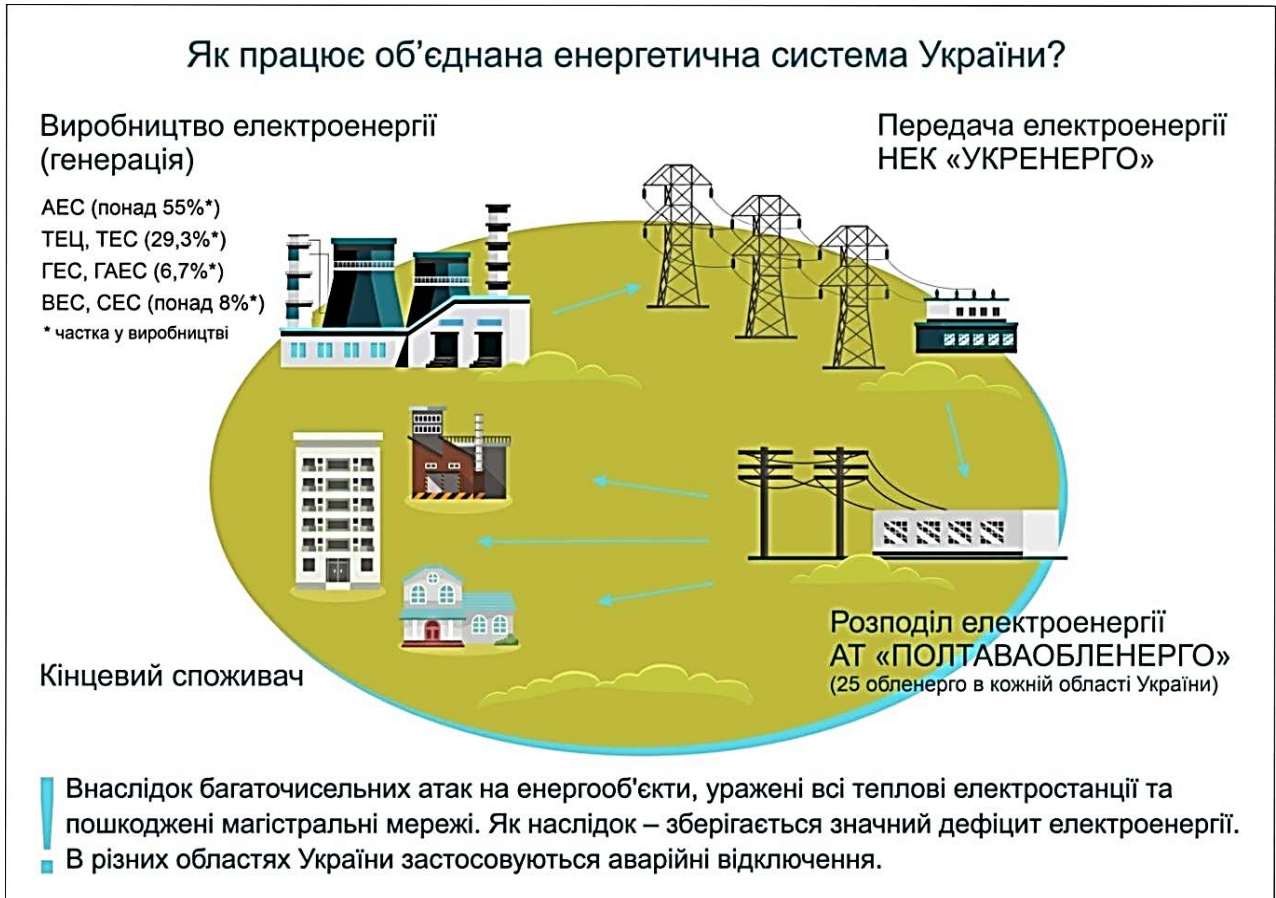 Як працює об’єднана енергетична система України?
Виробництво електроенергії
(генерація)
АЕС (понад 55%*)
ТЕЦ, ТЕС (29,3%*)
ГЕС, ГАЕС (6,7%*)
ВЕС, СЕС (понад 8%*)
* частка у виробництві
Передача електроенергії
НЕК «УКРЕНЕРГО»
Розподіл електроенергії
АТ «ПОЛТАВАОБЛЕНЕРГО»
(25 обленерго в кожній області України)
Кінцевий споживач
! Внаслідок багаточисельних атак на енергооб'єкти, уражені всі теплові електростанції та
пошкоджені магістральні мережі. Як наслідок – зберігається значний дефіцит електроенергії.
В різних областях України застосовуються аварійні відключення.